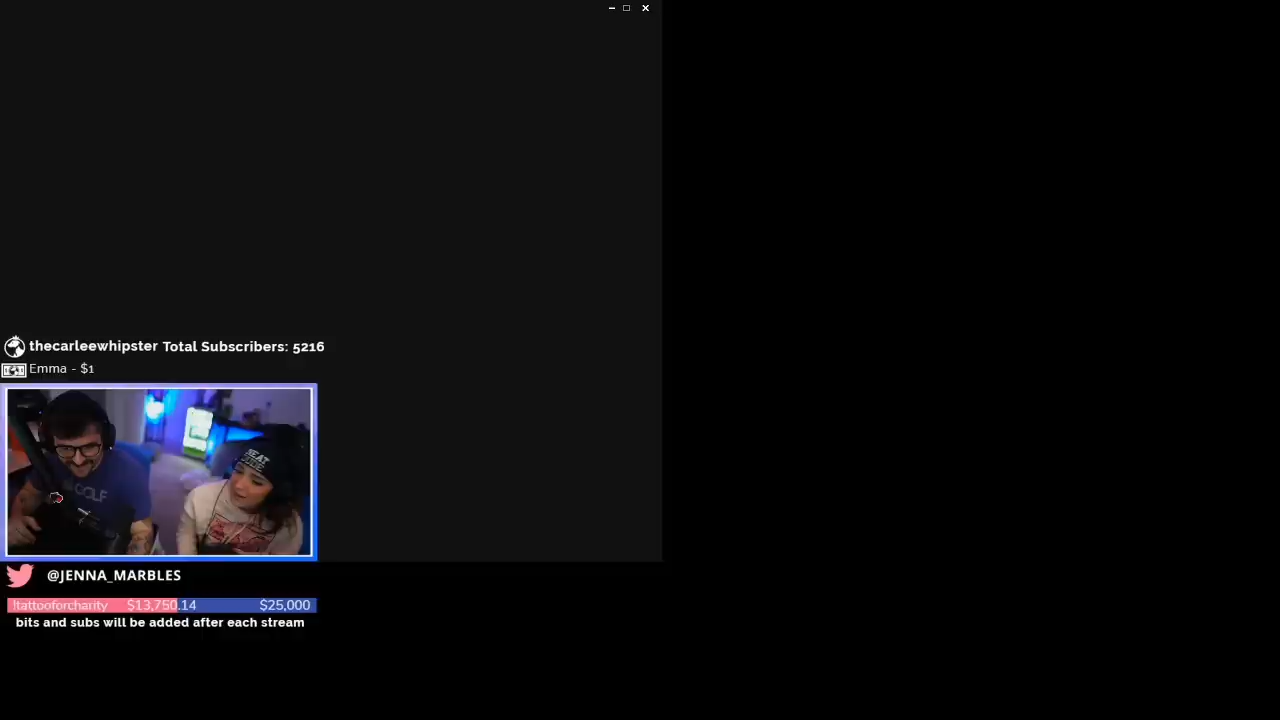 thecarleewhipster Total Subscribers: 5216
Emma - $1
GOLF
@JENNA_MARBLES
!tattooforcharity $13,750.14 $25,000
bits and subs will be added after each stream